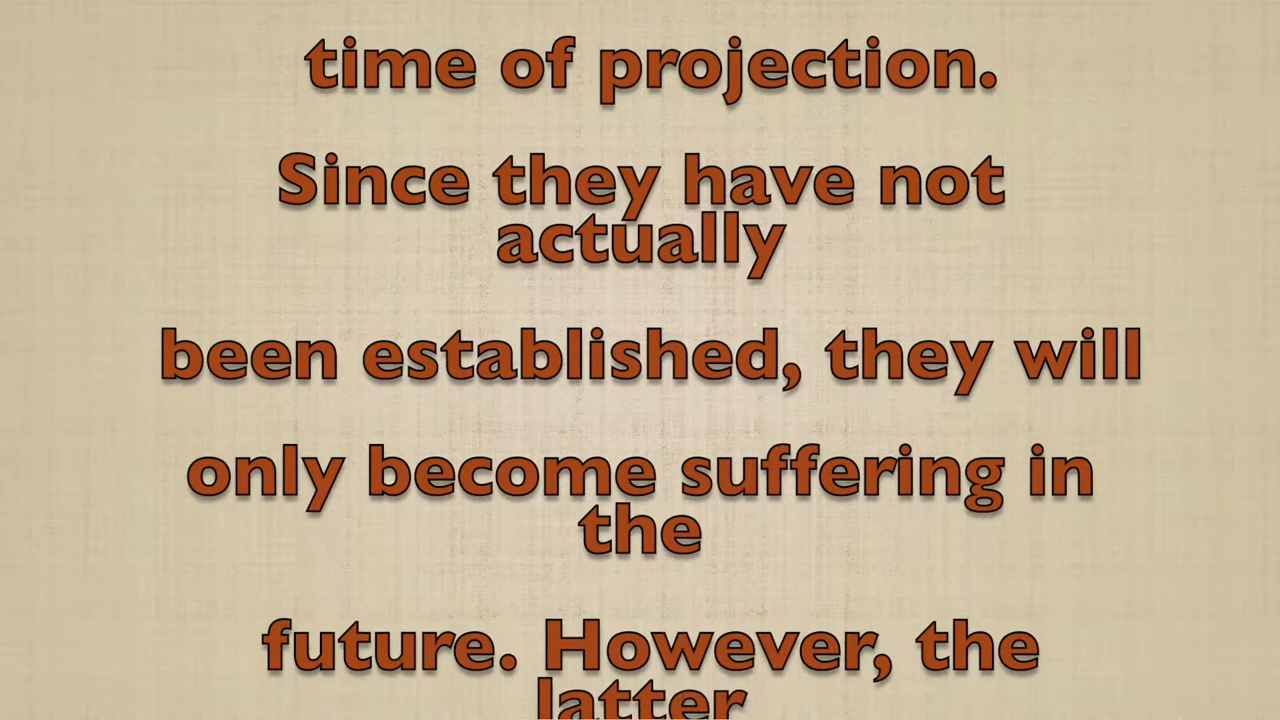 time of projection.
Since they have not
actually
been established, they will
only become suffering in
the
future. However, the
latter